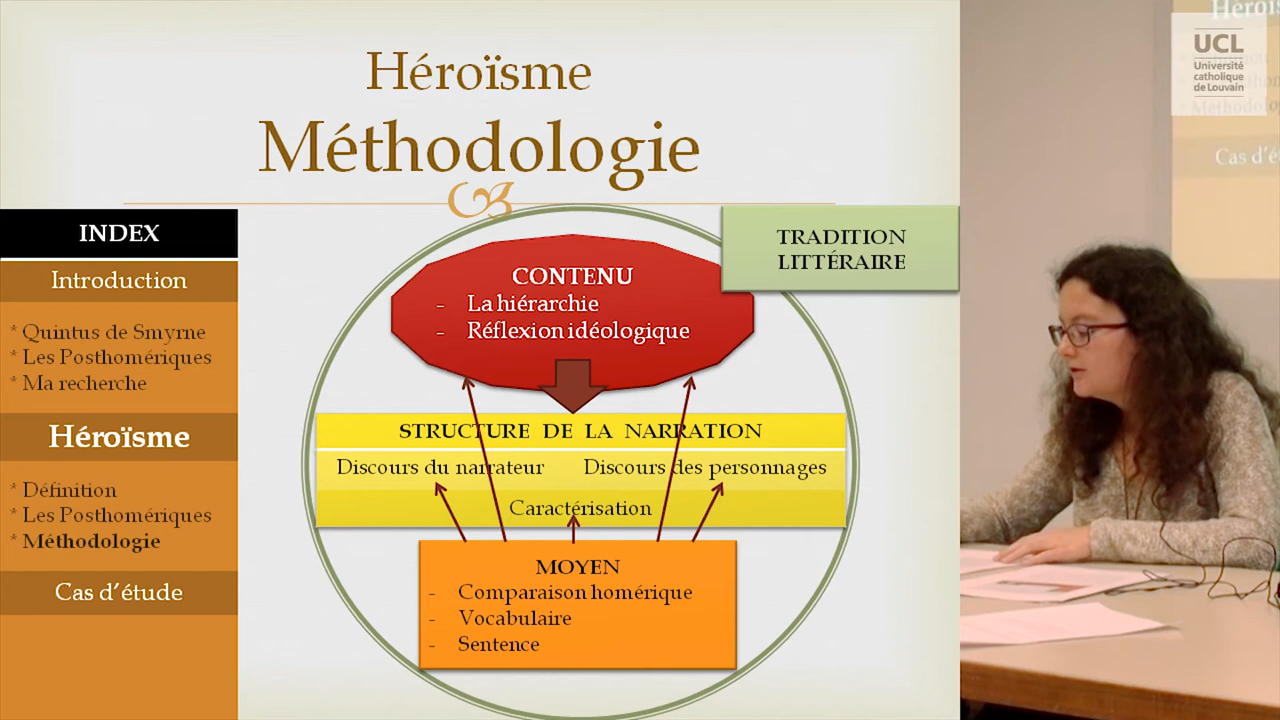 Héroïsme
Méthodologie
INDEX
Introduction
* Quintus de Smyrne
* Les Posthomériques
* Ma recherche
Héroïsme
* Définition
* Les Posthomériques
* Méthodologie
Cas d'étude
TRADITION
LITTÉRAIRE
CONTENU
- La hiérarchie
- Réflexion idéologique
STRUCTURE DE LA NARRATION
Discours du narrateur Discours des personnages
Caractérisation
MOYEN
- Comparaison homérique
- Vocabulaire
- Sentence
Hérois
UCL
Université
catholique
de Louvain
Cas d'é